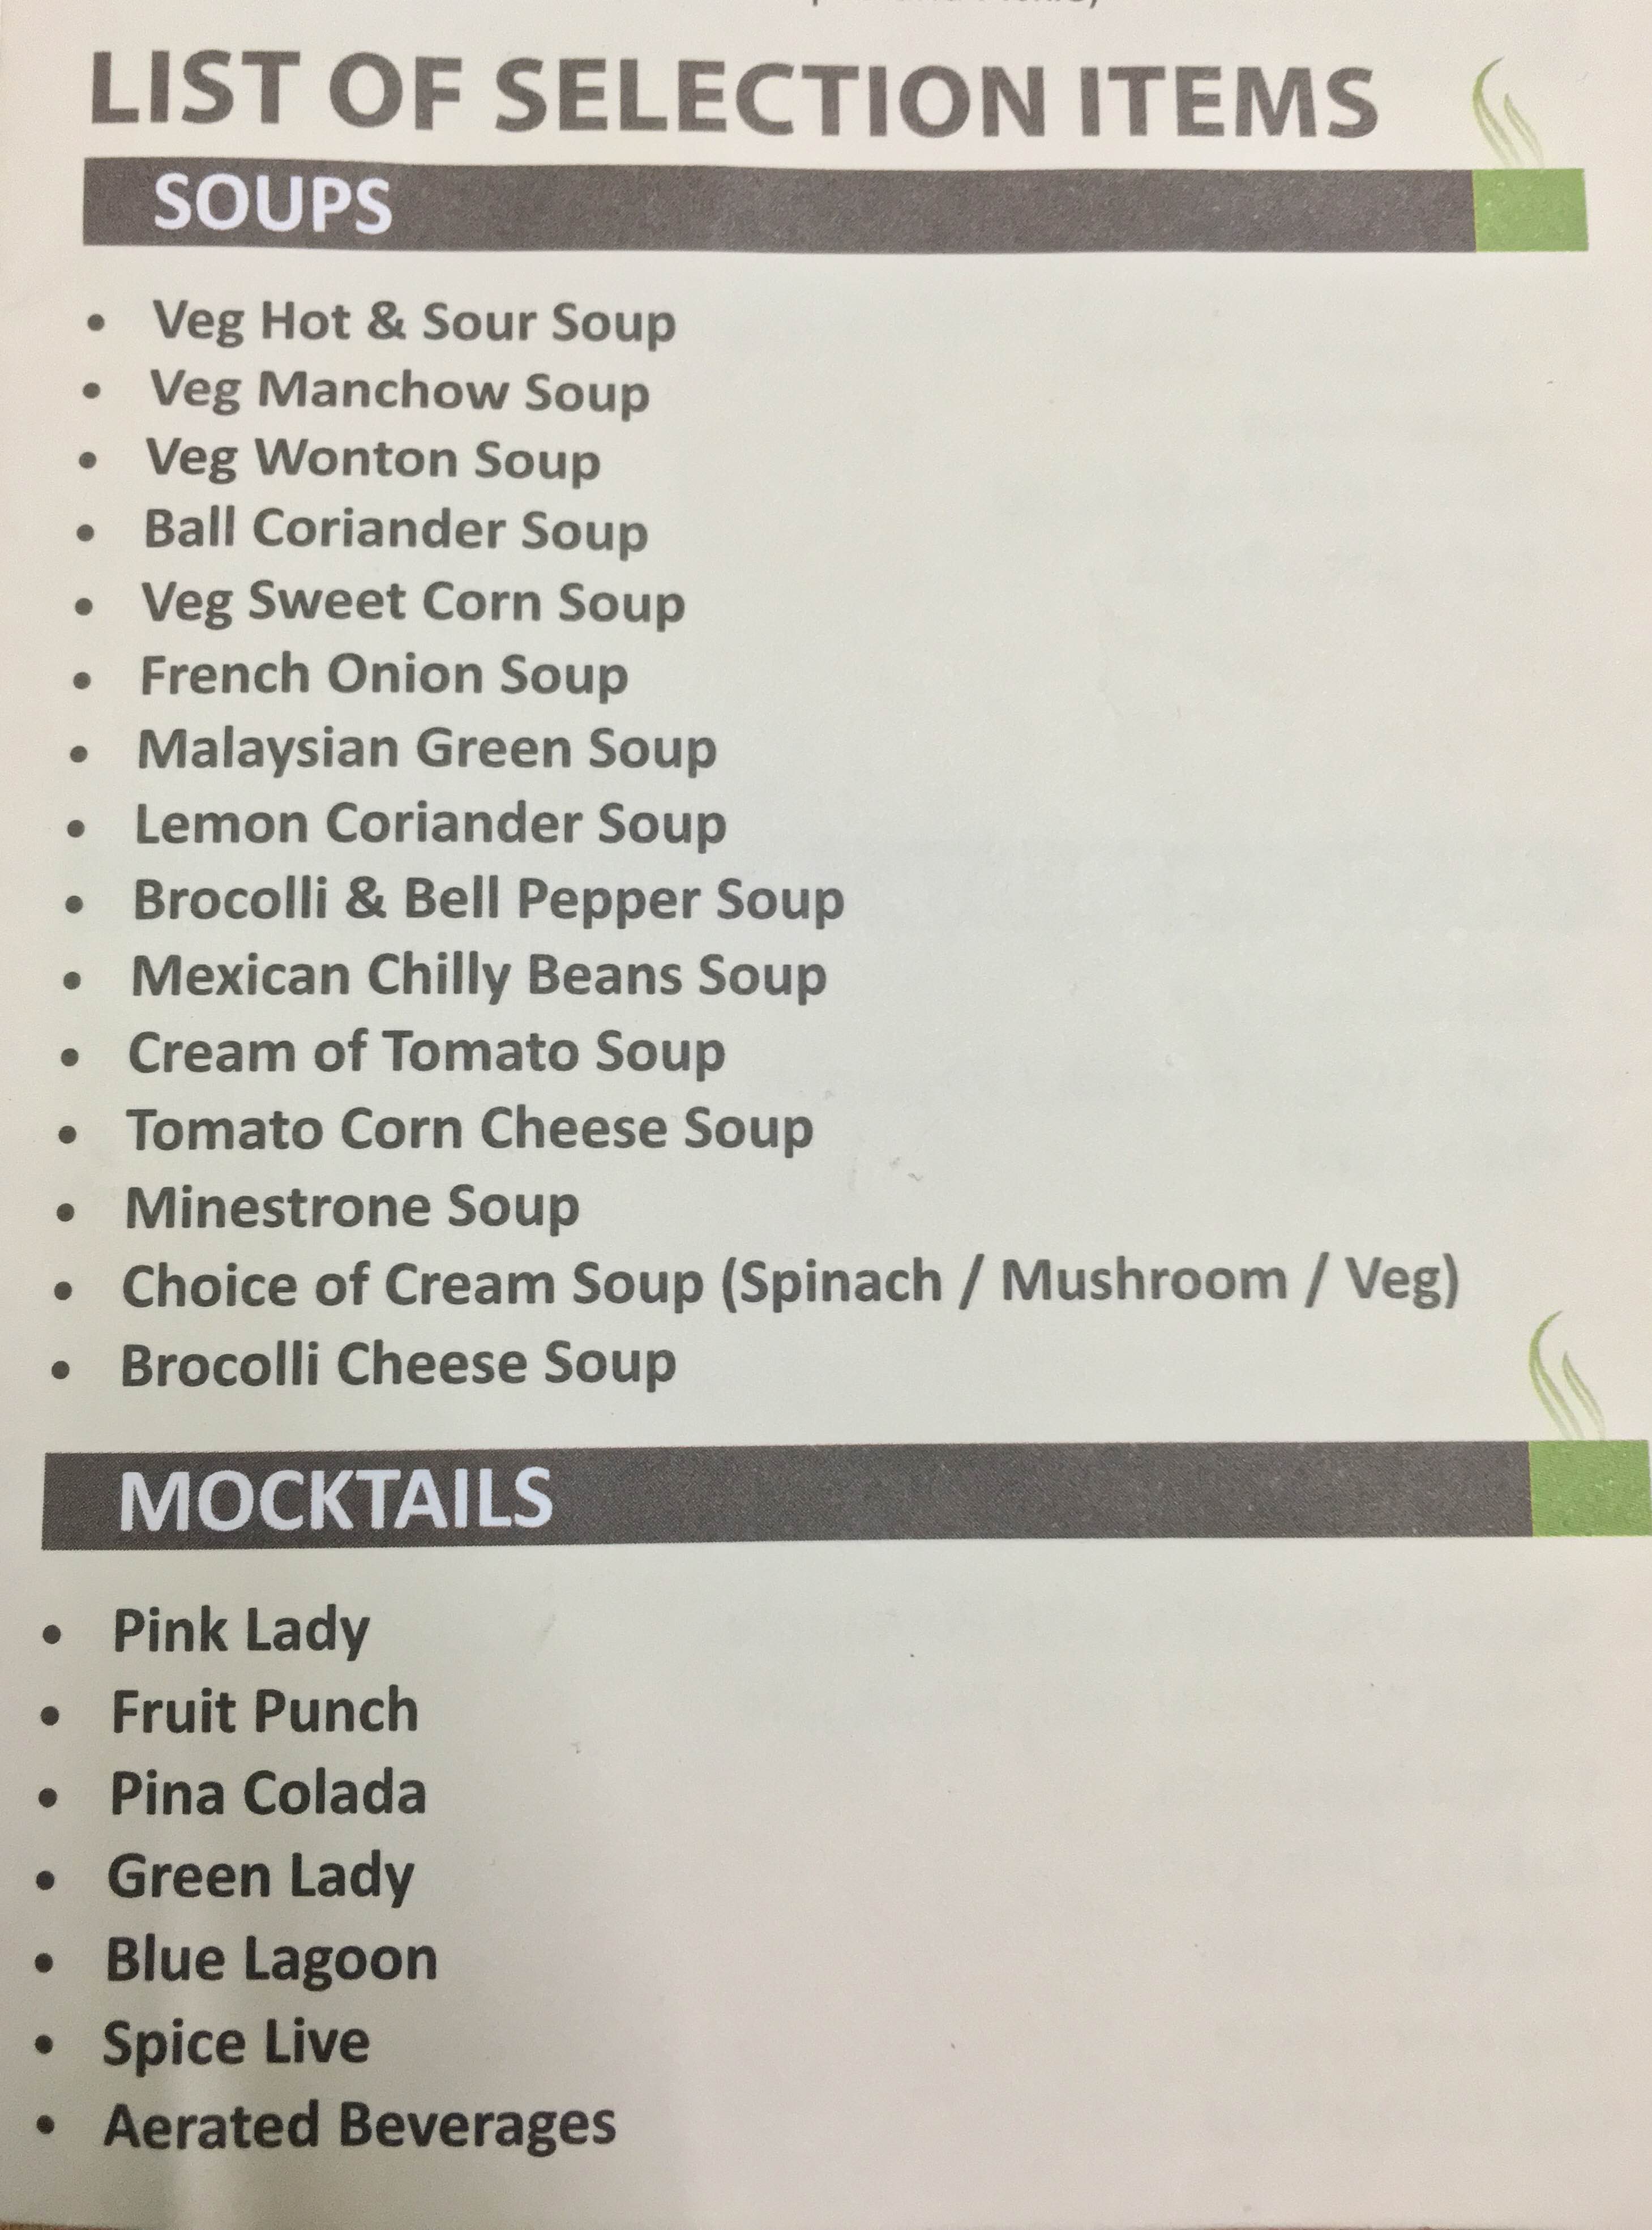 LIST OF SELECTION ITEMS
SOUPS
• Veg Hot & Sour Soup
• Veg Manchow Soup
• Veg Wonton Soup
• Ball Coriander Soup
• Veg Sweet Corn Soup
• French Onion Soup
• Malaysian Green Soup
• Lemon Coriander Soup
• Brocolli & Bell Pepper Soup
• Mexican Chilly Beans Soup
• Cream of Tomato Soup
• Tomato Corn Cheese Soup
• Minestrone Soup
• Choice of Cream Soup (Spinach / Mushroom / Veg)
• Brocolli Cheese Soup
MOCKTAILS
• Pink Lady
• Fruit Punch
• Pina Colada
• Green Lady
• Blue Lagoon
• Spice Live
• Aerated Beverages